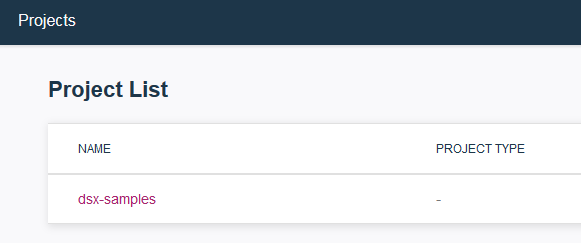 Projects
Project List
NAME PROJECT TYPE
dsx-samples -